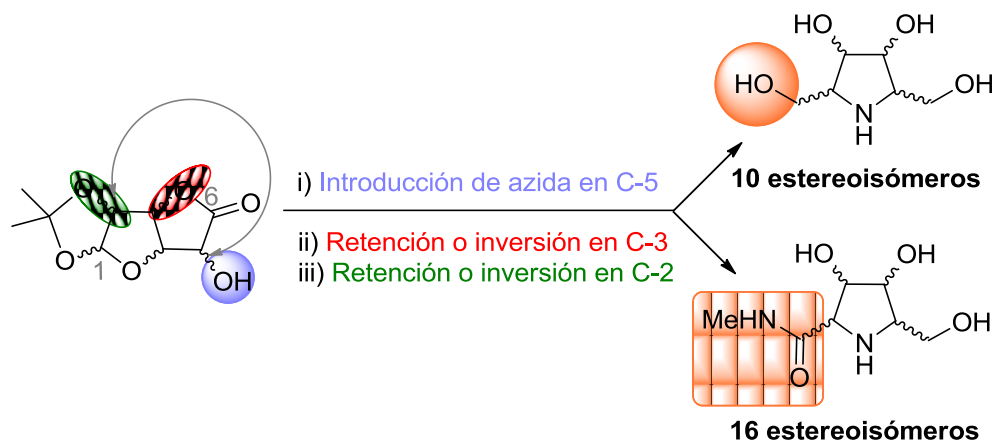 HO
OH
HO
OH
N
H
10 estereoisómeros
i) Introducción de azida en C-5
ii) Retención o inversión en C-3
iii) Retención o inversión en C-2
6
O
O
1
O
OH
HO
OH
MeHN
OH
N
H
O
16 estereoisómeros